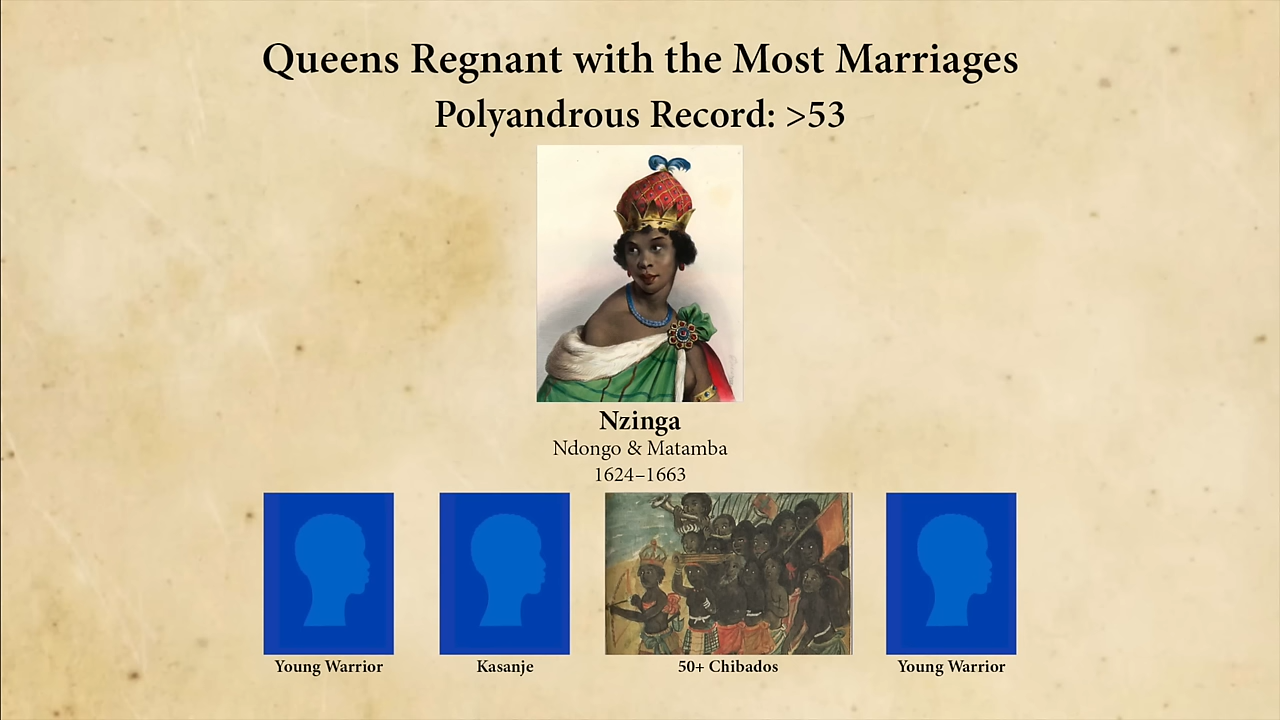 Queens Regnant with the Most Marriages
Polyandrous Record: >53
Nzinga
Ndongo & Matamba
1624–1663
Young Warrior
Kasanje
50+ Chibados
Young Warrior